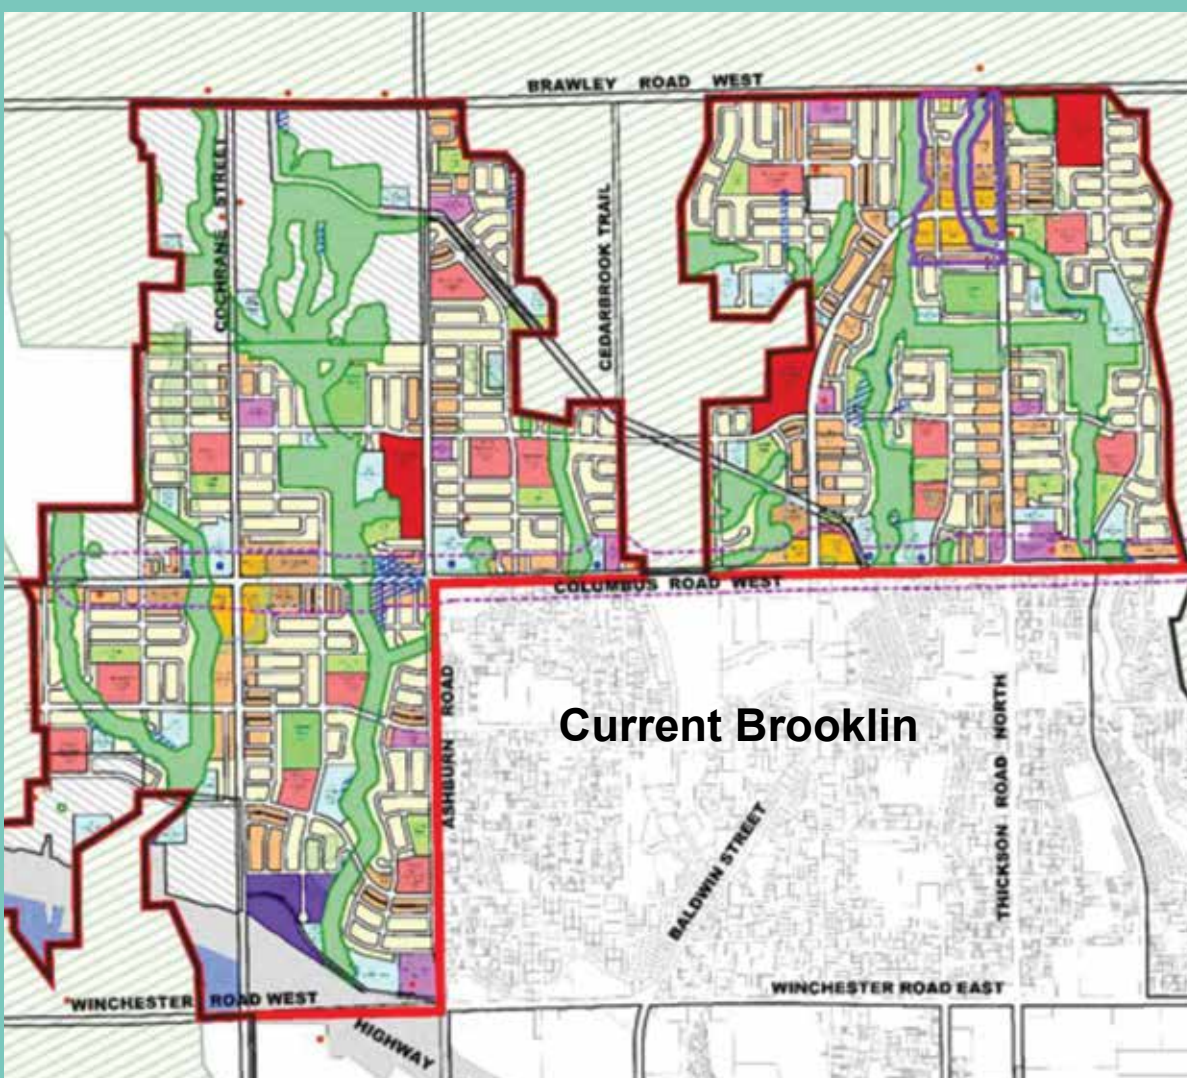 BRAWLEY ROAD WEST
COCHRANE STREET
CEDARBROOK TRAIL
COLUMBUS ROAD WEST
ASHBURN ROAD
Current Brooklin
THICKSON ROAD NORTH
BALDWIN STREET
WINCHESTER ROAD WEST
WINCHESTER ROAD EAST
HIGHWAY